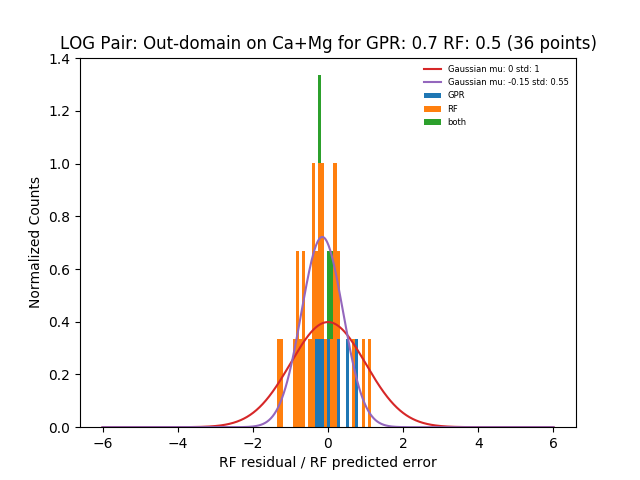 LOG Pair: Out-domain on Ca+Mg for GPR: 0.7 RF: 0.5 (36 points)
Normalized Counts
1.4
1.2
1.0
0.8
0.6
0.4
0.2
0.0
Gaussian mu: 0 std: 1
Gaussian mu: -0.15 std: 0.55
GPR
RF
both
−6 −4 −2 0 2 4 6
RF residual / RF predicted error